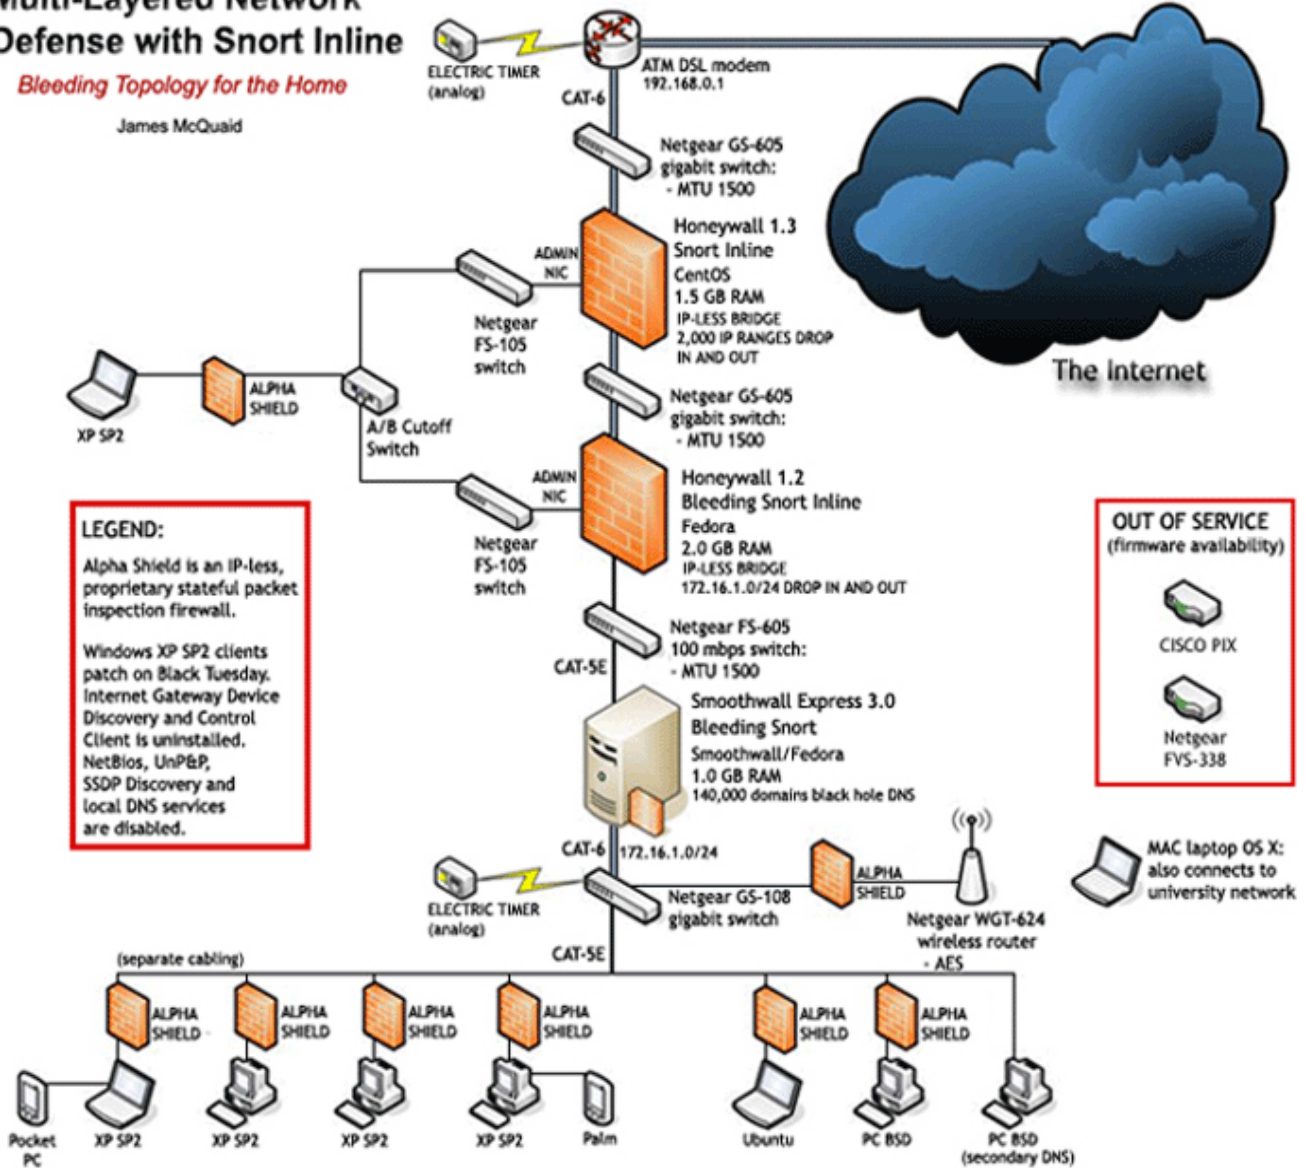 Multi-Layered Network
Defense with Snort Inline
Bleeding Topology for the Home
James McQuaid
ELECTRIC TIMER
(analog)
ATM DSL modem
192.168.0.1
CAT-6
Netgear GS-605
gigabit switch:
- MTU 1500
Honeywall 1.3
Snort Inline
CentOS
1.5 GB RAM
IP-LESS BRIDGE
2,000 IP RANGES DROP
IN AND OUT
ADMIN
NIC
Netgear
FS-105
switch
The Internet
XP SP2
ALPHA
SHIELD
A/B Cutoff
Switch
Netgear GS-605
gigabit switch:
- MTU 1500
ADMIN
NIC
Netgear
FS-105
switch
Honeywall 1.2
Bleeding Snort Inline
Fedora
2.0 GB RAM
IP-LESS BRIDGE
172.16.1.0/24 DROP IN AND OUT
LEGEND:
Alpha Shield is an IP-less,
proprietary stateful packet
inspection firewall.
Windows XP SP2 clients
patch on Black Tuesday.
Internet Gateway Device
Discovery and Control
Client is uninstalled.
NetBios, UnP&P,
SSDP Discovery and
local DNS services
are disabled.
OUT OF SERVICE
(firmware availability)
CISCO PIX
Netgear
FVS-338
Netgear FS-605
100 mbps switch:
- MTU 1500
CAT-5E
Smoothwall Express 3.0
Bleeding Snort
Smoothwall/Fedora
1.0 GB RAM
140,000 domains black hole DNS
CAT-6
172.16.1.0/24
ELECTRIC TIMER
(analog)
Netgear GS-108
gigabit switch
ALPHA
SHIELD
Netgear WGT-624
wireless router
- AES
MAC laptop OS X:
also connects to
university network
CAT-5E
(separate cabling)
ALPHA
SHIELD
ALPHA
SHIELD
ALPHA
SHIELD
ALPHA
SHIELD
ALPHA
SHIELD
ALPHA
SHIELD
Pocket
PC
XP SP2
XP SP2
XP SP2
XP SP2
Palm
Ubuntu
PC BSD
PC BSD
(secondary DNS)